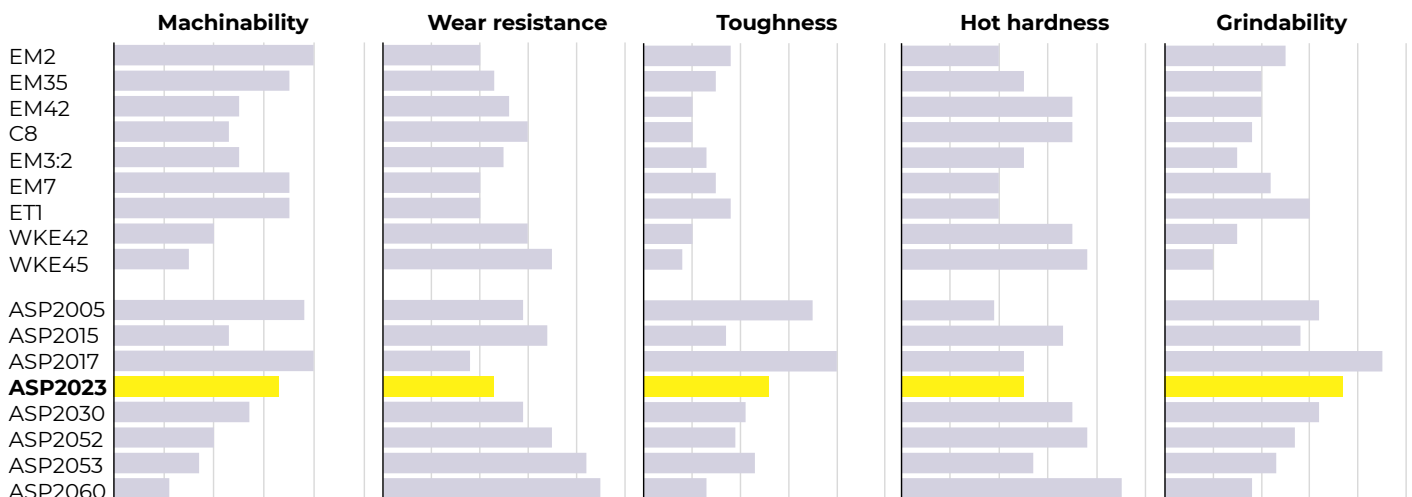 Machinability Wear resistance Toughness Hot hardness Grindability
EM2
EM35
EM42
C8
EM3:2
EM7
ET1
WKE42
WKE45
ASP2005
ASP2015
ASP2017
ASP2023
ASP2030
ASP2052
ASP2053
ASP2060